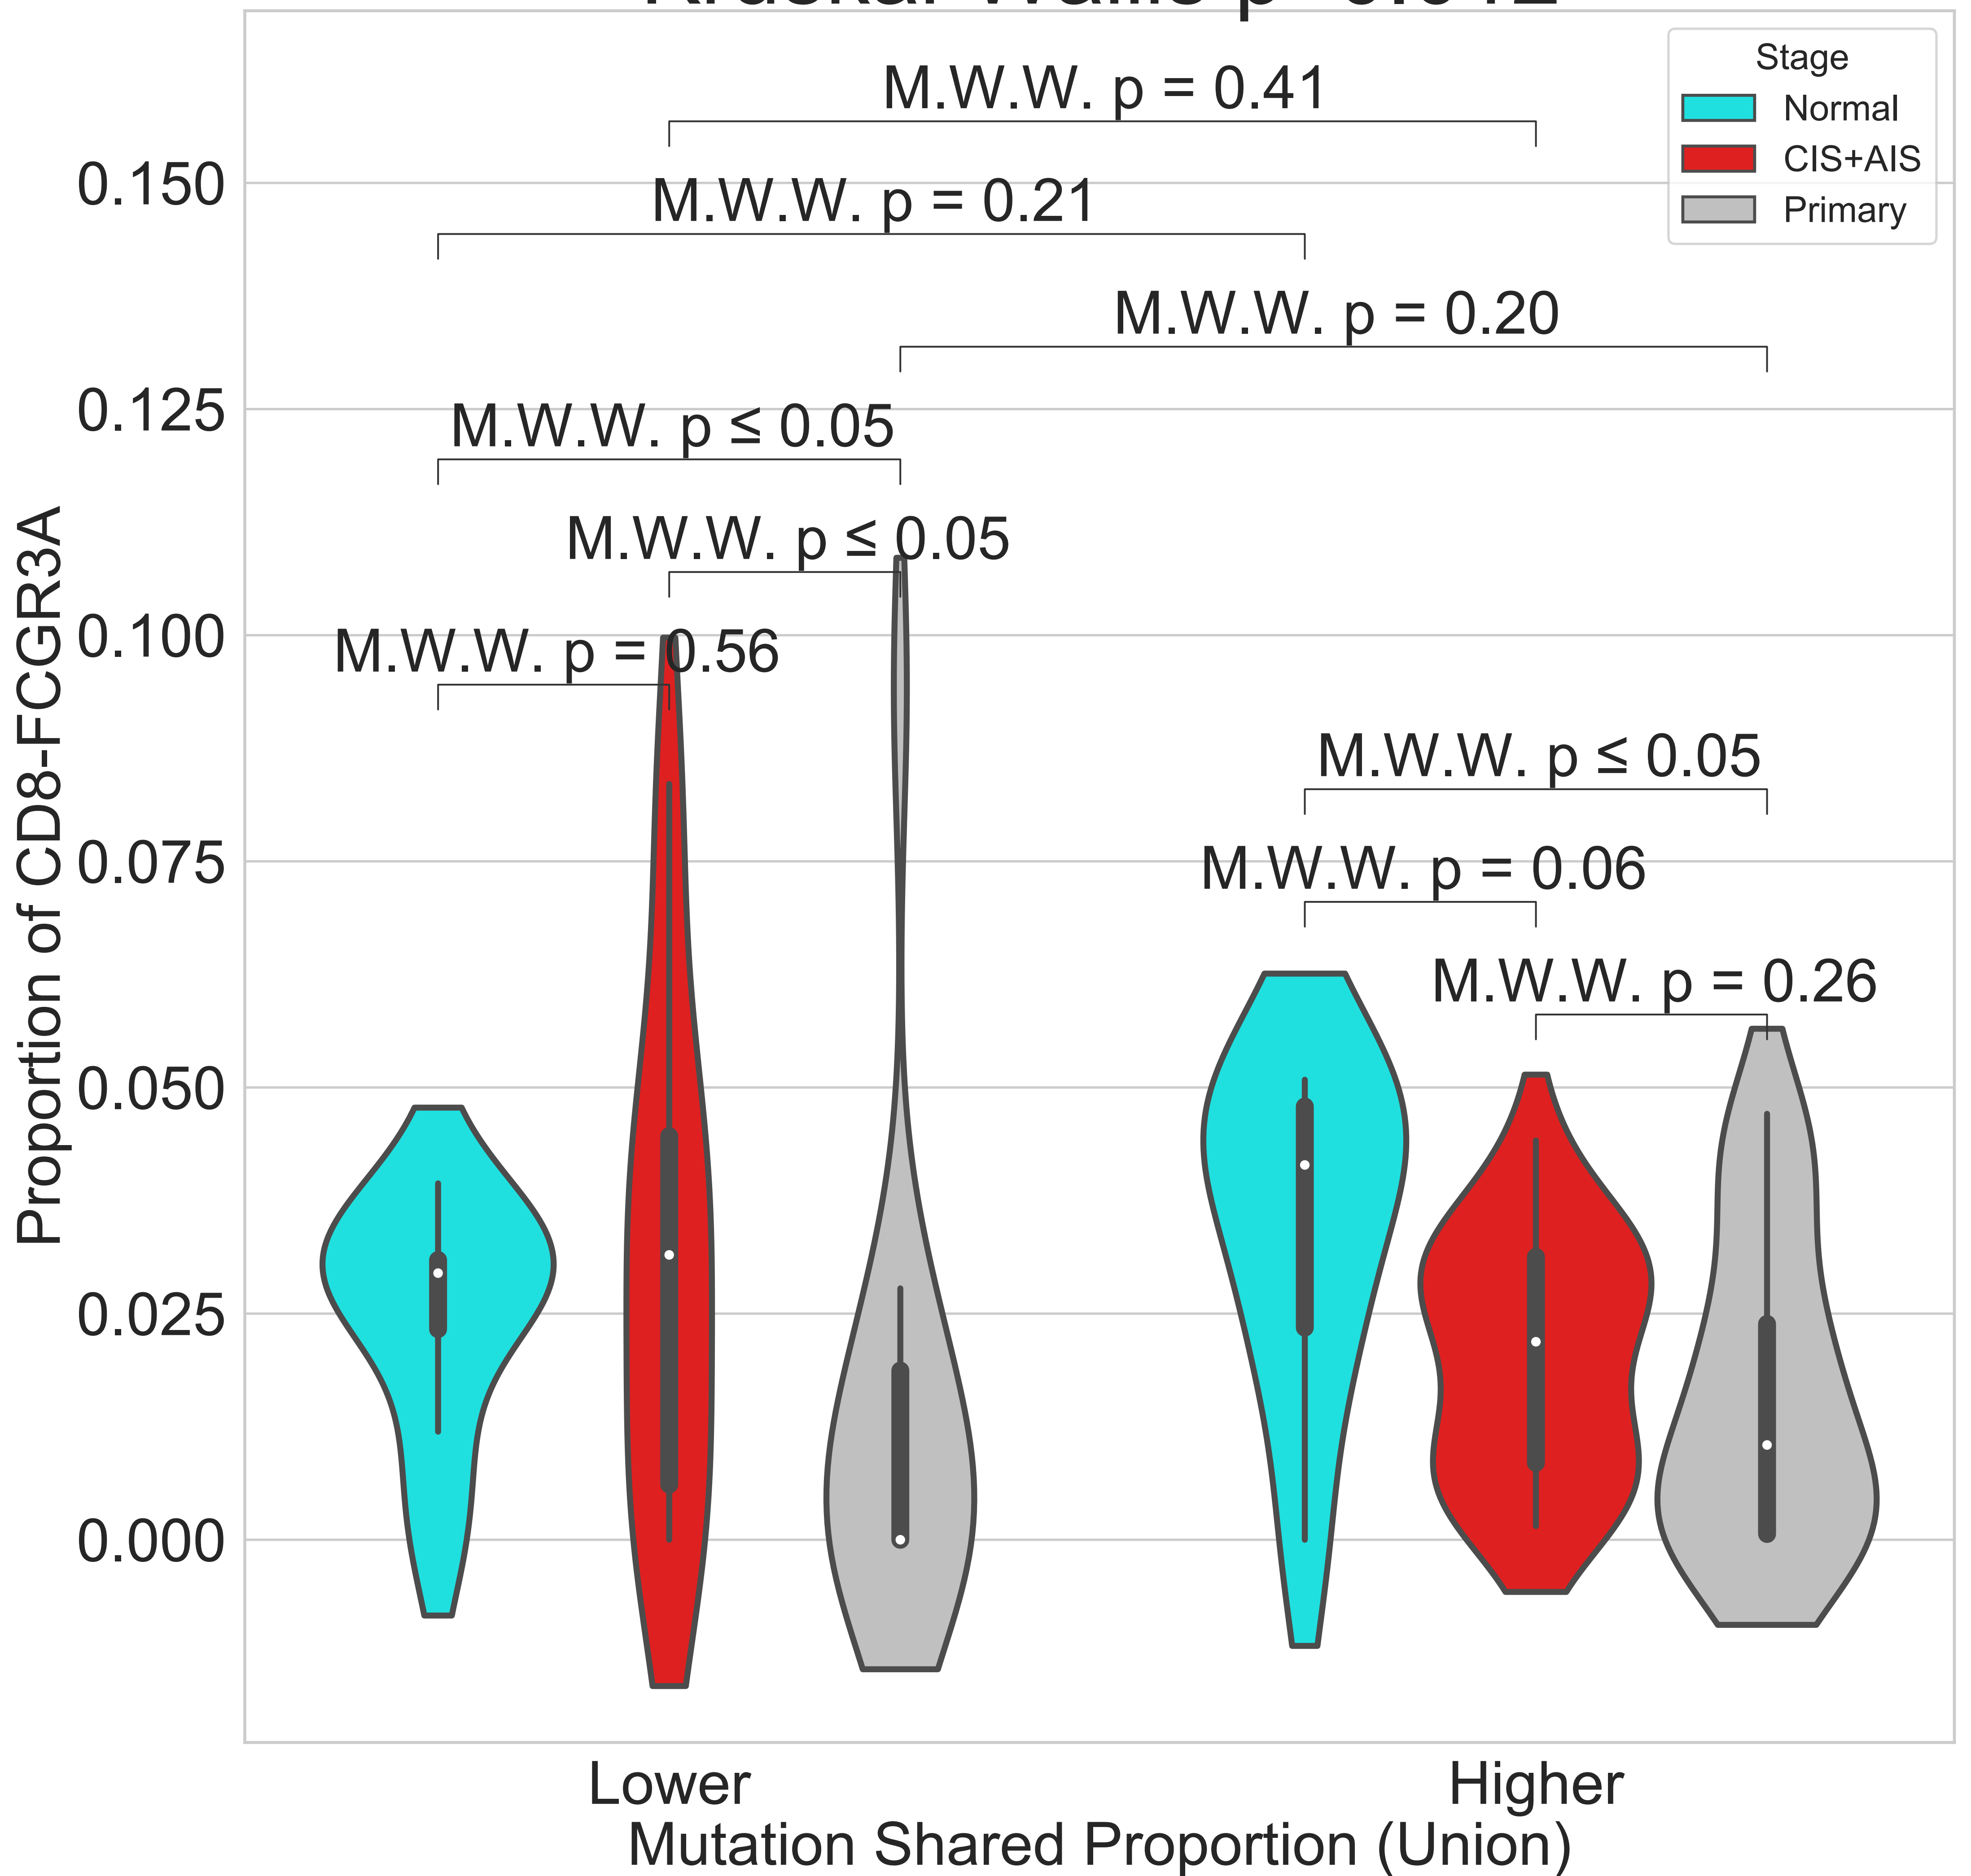 Stage
Normal
CIS+AIS
Primary
M.W.W. p = 0.41
M.W.W. p = 0.21
M.W.W. p = 0.20
M.W.W. p ≤ 0.05
M.W.W. p ≤ 0.05
M.W.W. p = 0.56
M.W.W. p ≤ 0.05
M.W.W. p = 0.06
M.W.W. p = 0.26
0.150
0.125
0.100
0.075
0.050
0.025
0.000
Proportion of CD8-FCGR3A
Lower
Higher
Mutation Shared Proportion (Union)